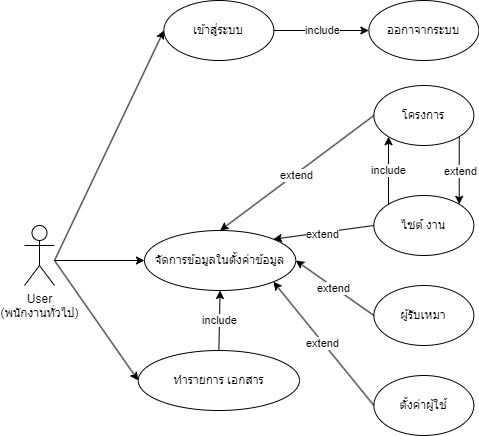 เข้าสู่ระบบ
include
ออกาจากระบบ
โครงการ
extend
include
extend
ไซต์ งาน
extend
จัดการข้อมูลในตั้งค่าข้อมูล
User
(พนักงานทั่วไป)
extend
ผู้รับเหมา
include
extend
ทำรายการ เอกสาร
ตั้งค่าผู้ใช้